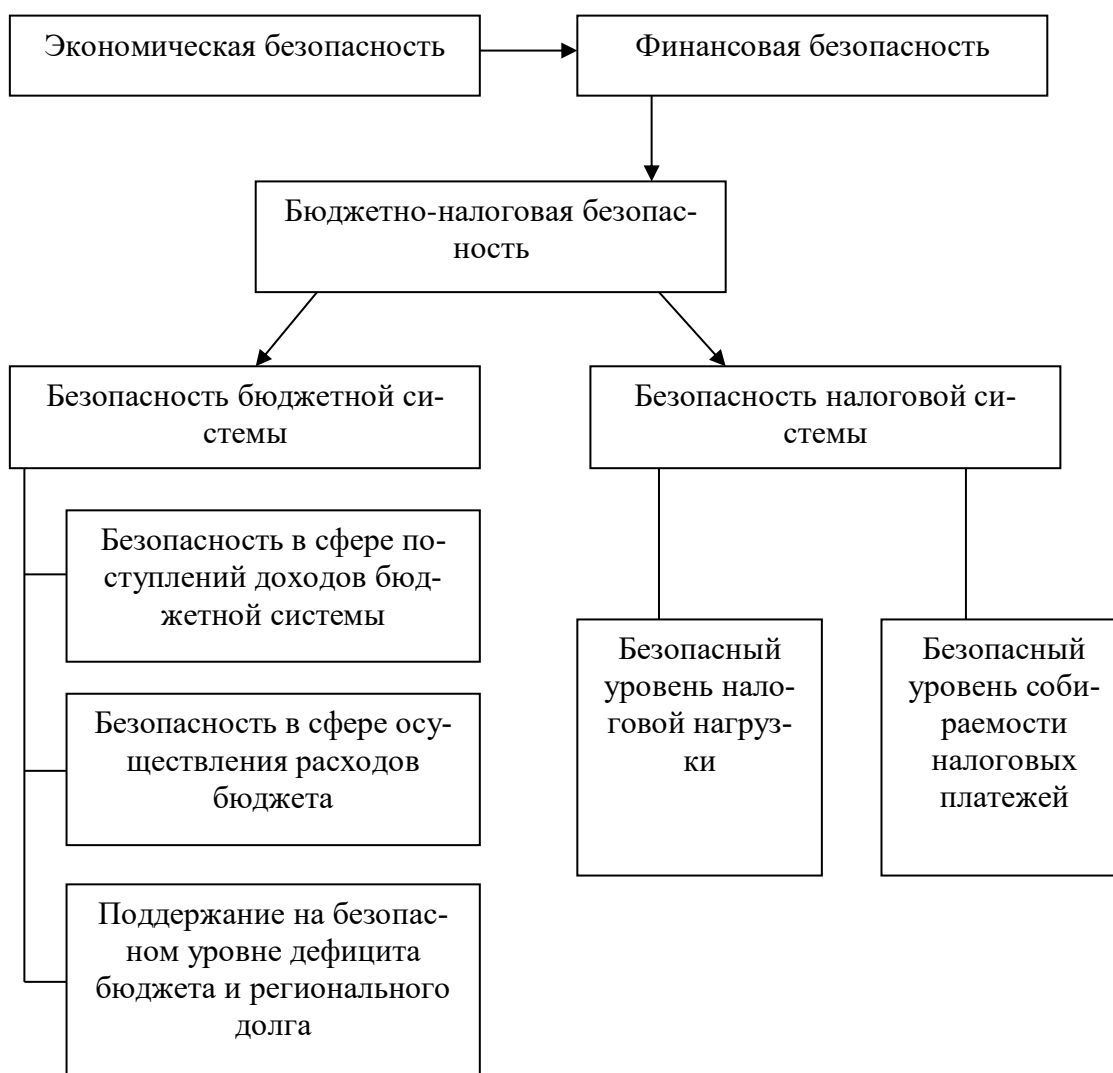 Экономическая безопасность
Финансовая безопасность
Бюджетно-налоговая безопас-
ность
Безопасность бюджетной си-
стемы
Безопасность налоговой си-
стемы
Безопасность в сфере по-
ступлений доходов бюд-
жетной системы
Безопасность в сфере осу-
ществления расходов
бюджета
Поддержание на безопас-
ном уровне дефицита
бюджета и регионального
долга
Безопасный
уровень нало-
говой нагруз-
ки
Безопасный
уровень соби-
раемости
налоговых
платежей